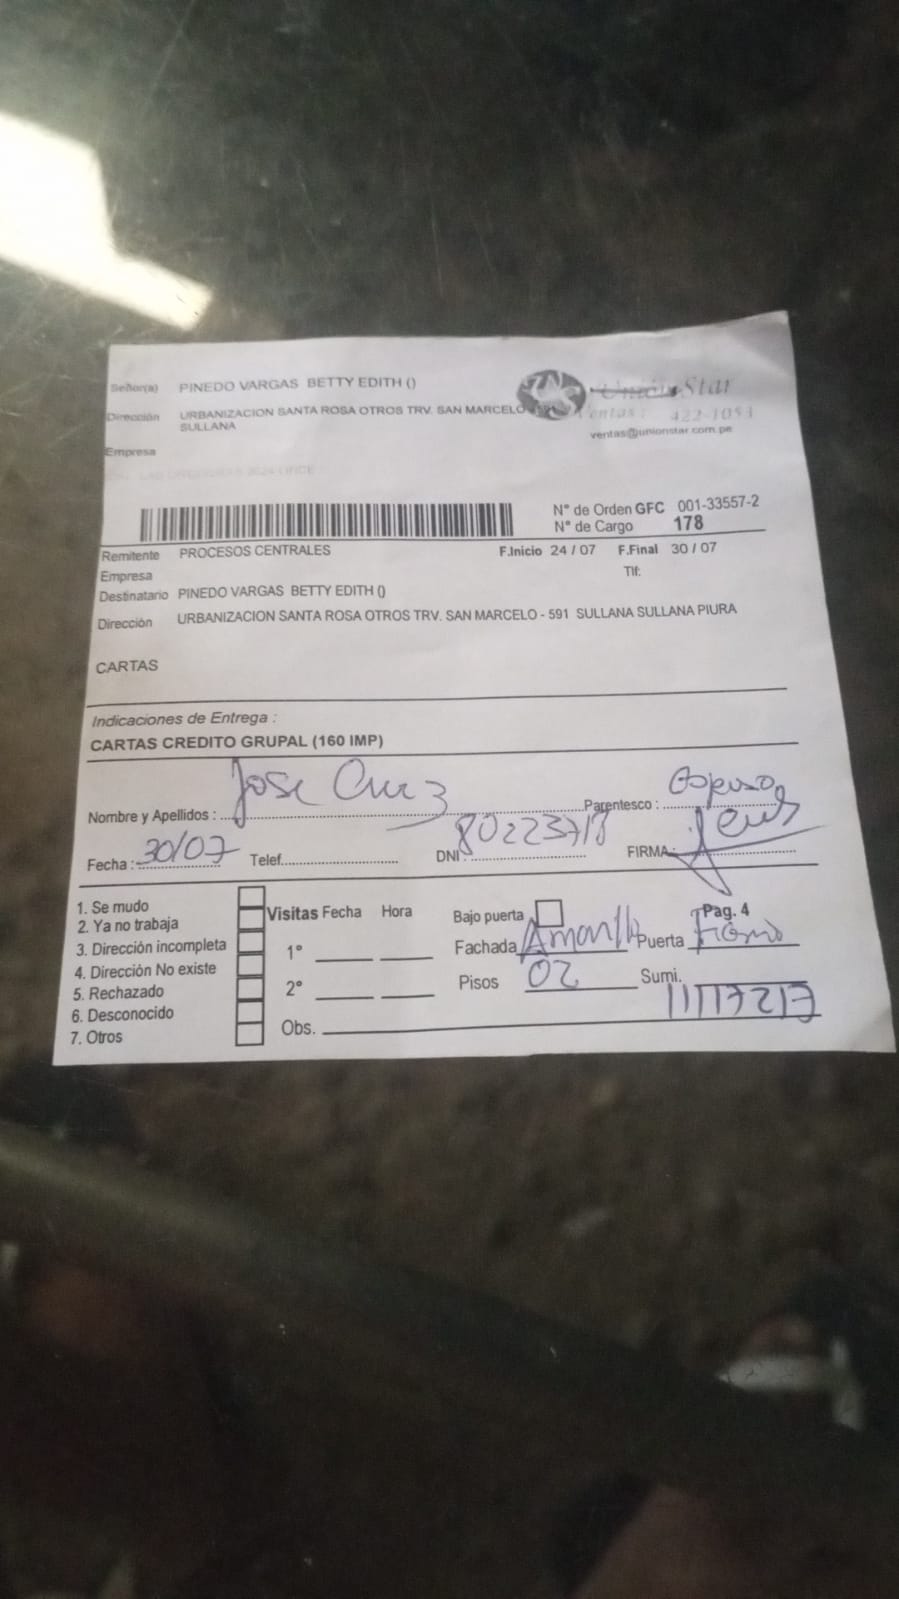 Señor(a) PINEDO VARGAS BETTY EDITH ()
Dirección URBANIZACION SANTA ROSA OTROS TRV. SAN MARCELO
SULLANA
Empresa
Union Star
Ventas : 422-1053
ventas@unionstar.com.pe
N° de Orden GFC 001-33557-2
N° de Cargo 178
Remitente PROCESOS CENTRALES F.Inicio 24 / 07 F.Final 30 / 07
Empresa Tlf:
Destinatario PINEDO VARGAS BETTY EDITH ()
Dirección URBANIZACION SANTA ROSA OTROS TRV. SAN MARCELO - 591 SULLANA SULLANA PIURA
CARTAS
Indicaciones de Entrega :
CARTAS CREDITO GRUPAL (160 IMP)
Nombre y Apellidos : Jose Cruz Parentesco : Esposo
Fecha : 30/07 Telef. DNI : 80223718 FIRMA:
1. Se mudo
2. Ya no trabaja
3. Dirección incompleta
4. Dirección No existe
5. Rechazado
6. Desconocido
7. Otros
Visitas Fecha Hora
1°
2°
Obs.
Bajo puerta Pag. 4
Fachada Amarilla Puerta Fierro
Pisos 02 Sumi.